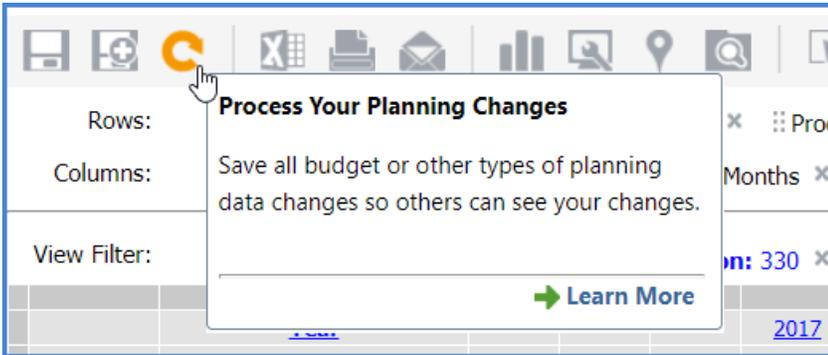 Process Your Planning Changes
Rows:
Save all budget or other types of planning
data changes so others can see your changes.
Columns:
Months
View Filter:
330
Learn More
2017